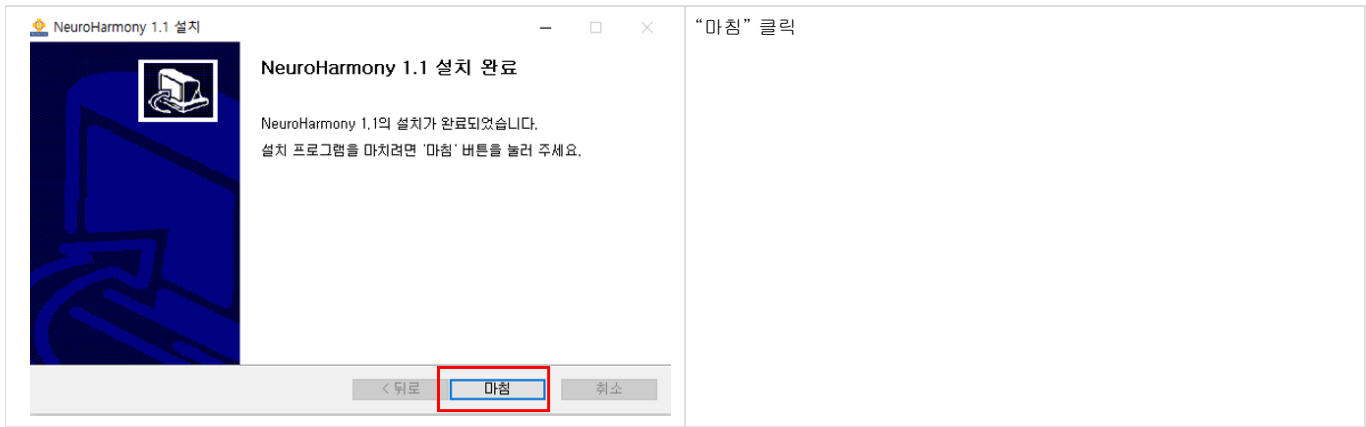 NeuroHarmony 1.1 설치
NeuroHarmony 1.1 설치 완료
NeuroHarmony 1.1의 설치가 완료되었습니다.
설치 프로그램을 마치려면 '마침' 버튼을 눌러 주세요.
< 뒤로 마침 취소
“마침” 클릭